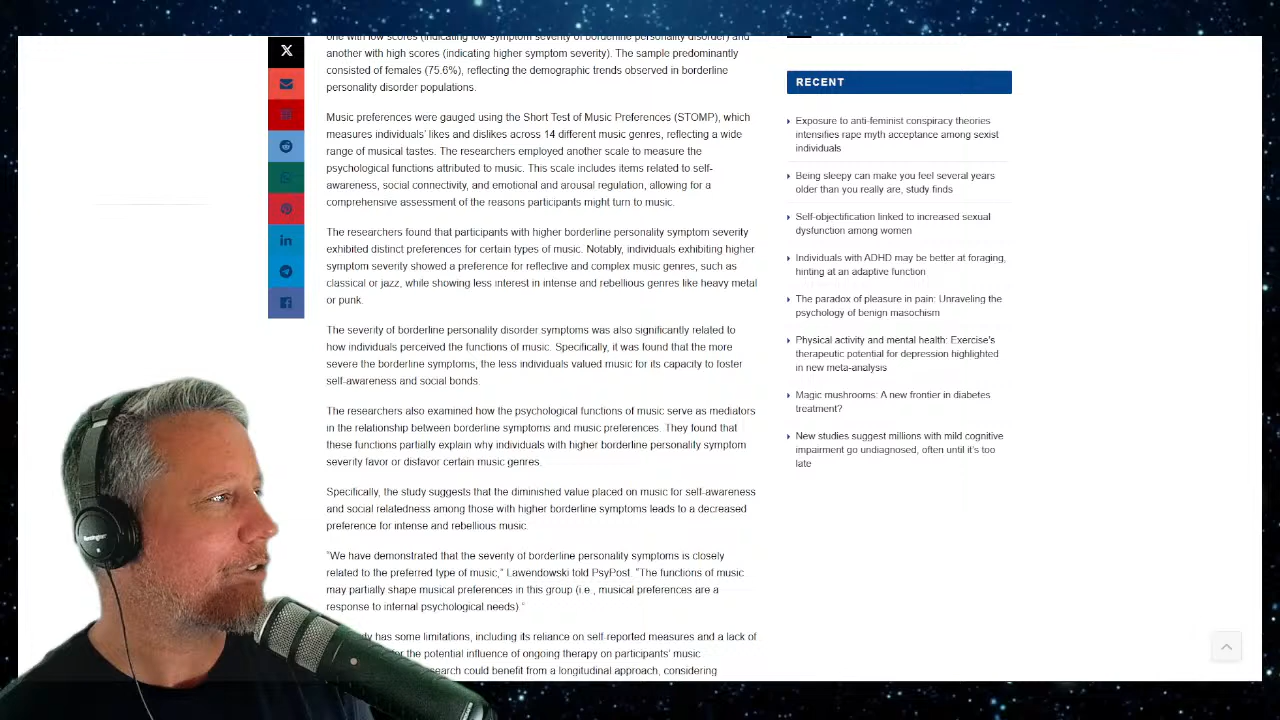 one with low scores (indicating low symptom severity of borderline personality disorder) and
another with high scores (indicating higher symptom severity). The sample predominantly
consisted of females (75.6%), reflecting the demographic trends observed in borderline
personality disorder populations.
Music preferences were gauged using the Short Test of Music Preferences (STOMP), which
measures individuals' likes and dislikes across 14 different music genres, reflecting a wide
range of musical tastes. The researchers employed another scale to measure the
psychological functions attributed to music. This scale includes items related to self-
awareness, social connectivity, and emotional and arousal regulation, allowing for a
comprehensive assessment of the reasons participants might turn to music.
The researchers found that participants with higher borderline personality symptom severity
exhibited distinct preferences for certain types of music. Notably, individuals exhibiting higher
symptom severity showed a preference for reflective and complex music genres, such as
classical or jazz, while showing less interest in intense and rebellious genres like heavy metal
or punk.
The severity of borderline personality disorder symptoms was also significantly related to
how individuals perceived the functions of music. Specifically, it was found that the more
severe the borderline symptoms, the less individuals valued music for its capacity to foster
self-awareness and social bonds.
The researchers also examined how the psychological functions of music serve as mediators
in the relationship between borderline symptoms and music preferences. They found that
these functions partially explain why individuals with higher borderline personality symptom
severity favor or disfavor certain music genres.
Specifically, the study suggests that the diminished value placed on music for self-awareness
and social relatedness among those with higher borderline symptoms leads to a decreased
preference for intense and rebellious music.
"We have demonstrated that the severity of borderline personality symptoms is closely
related to the preferred type of music," Lawendowski told PsyPost. "The functions of music
may partially shape musical preferences in this group (i.e., musical preferences are a
response to internal psychological needs)."
has some limitations, including its reliance on self-reported measures and a lack of
for the potential influence of ongoing therapy on participants' music
could benefit from a longitudinal approach, considering
RECENT
Exposure to anti-feminist conspiracy theories
intensifies rape myth acceptance among sexist
individuals
Being sleepy can make you feel several years
older than you really are, study finds
Self-objectification linked to increased sexual
dysfunction among women
Individuals with ADHD may be better at foraging,
hinting at an adaptive function
The paradox of pleasure in pain: Unraveling the
psychology of benign masochism
Physical activity and mental health: Exercise's
therapeutic potential for depression highlighted
in new meta-analysis
Magic mushrooms: A new frontier in diabetes
treatment?
New studies suggest millions with mild cognitive
impairment go undiagnosed, often until it's too
late